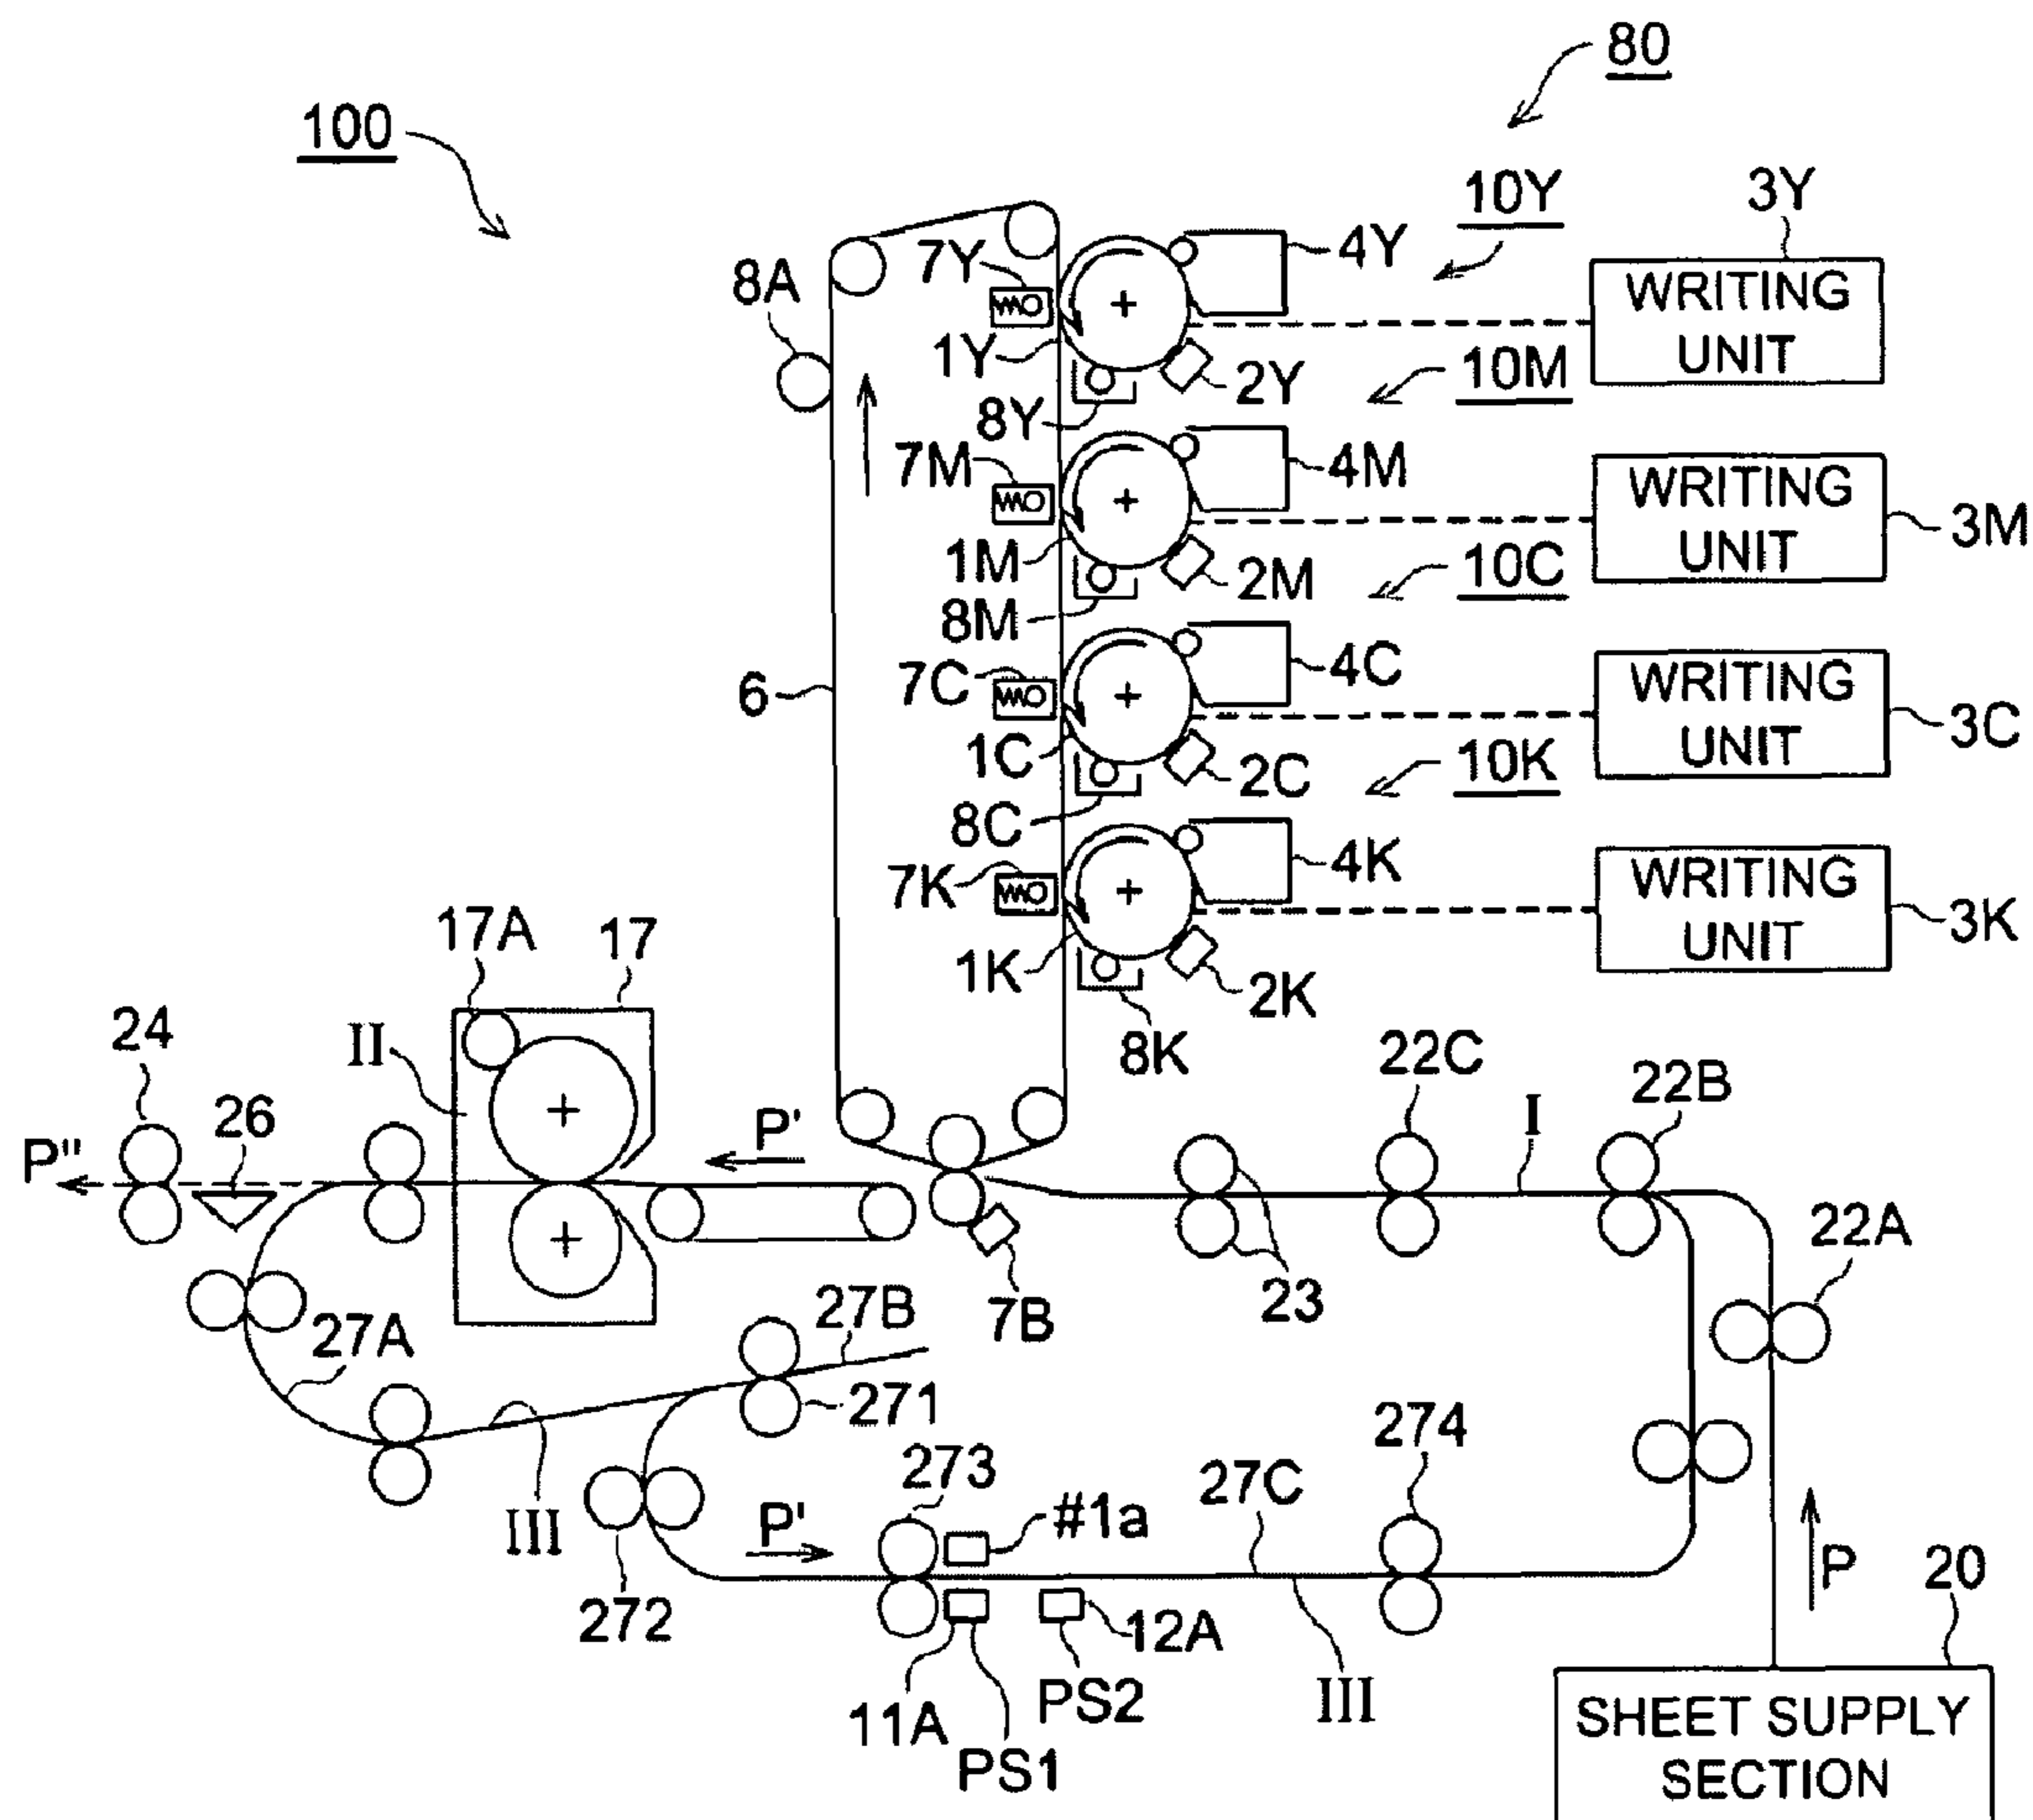 80
100
10Y
3Y
7Y
4Y
8A
WRITING
UNIT
1Y
10M
2Y
8Y
7M
4M
WRITING
UNIT
3M
1M
10C
2M
8M
7C
4C
6
WRITING
UNIT
3C
1C
10K
2C
8C
7K
4K
WRITING
UNIT
3K
17A
17
1K
2K
24
II
8K
22C
22B
26
P'
I
P"
22A
27A
27B
7B
23
271
273
274
III
P'
#1a
27C
P
20
272
12A
11A
PS2
III
PS1
SHEET SUPPLY
SECTION